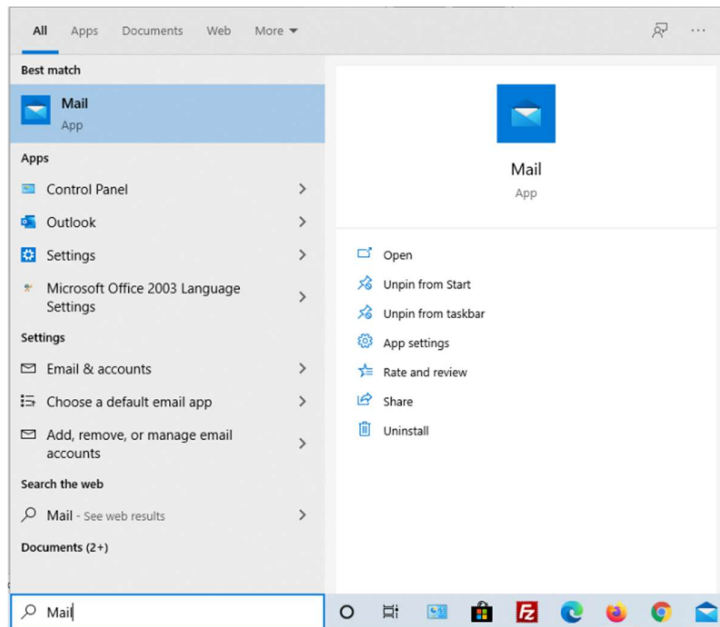 All Apps Documents Web More
Best match
Mail
App
Apps
Control Panel
Outlook
Settings
Microsoft Office 2003 Language
Settings
Settings
Email & accounts
Choose a default email app
Add, remove, or manage email
accounts
Search the web
Mail - See web results
Documents (2+)
Mail
App
Open
Unpin from Start
Unpin from taskbar
App settings
Rate and review
Share
Uninstall
Mail
Fz